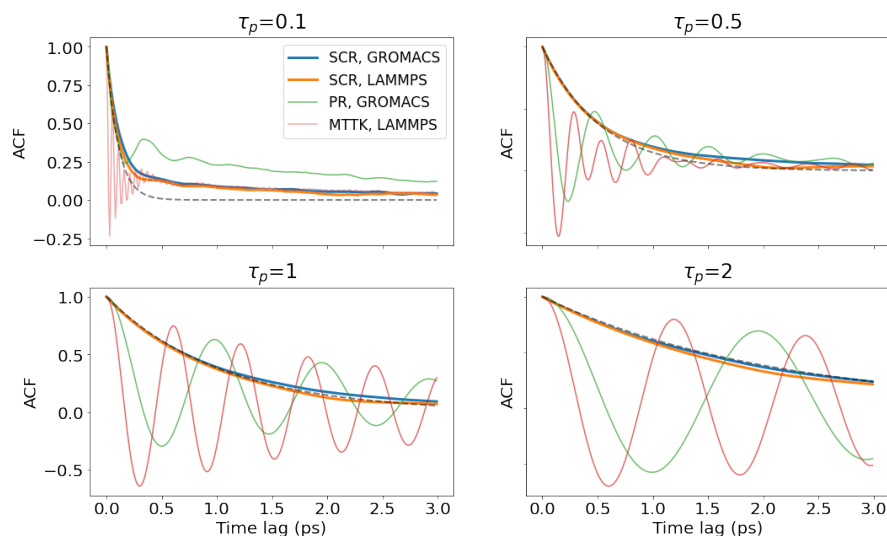 τp=0.1
τp=0.5
1.00
0.75
0.50
0.25
0.00
−0.25
ACF
SCR, GROMACS
SCR, LAMMPS
PR, GROMACS
MTTK, LAMMPS
ACF
τp=1
τp=2
1.0
0.5
0.0
−0.5
ACF
ACF
0.0 0.5 1.0 1.5 2.0 2.5 3.0
0.0 0.5 1.0 1.5 2.0 2.5 3.0
Time lag (ps)
Time lag (ps)